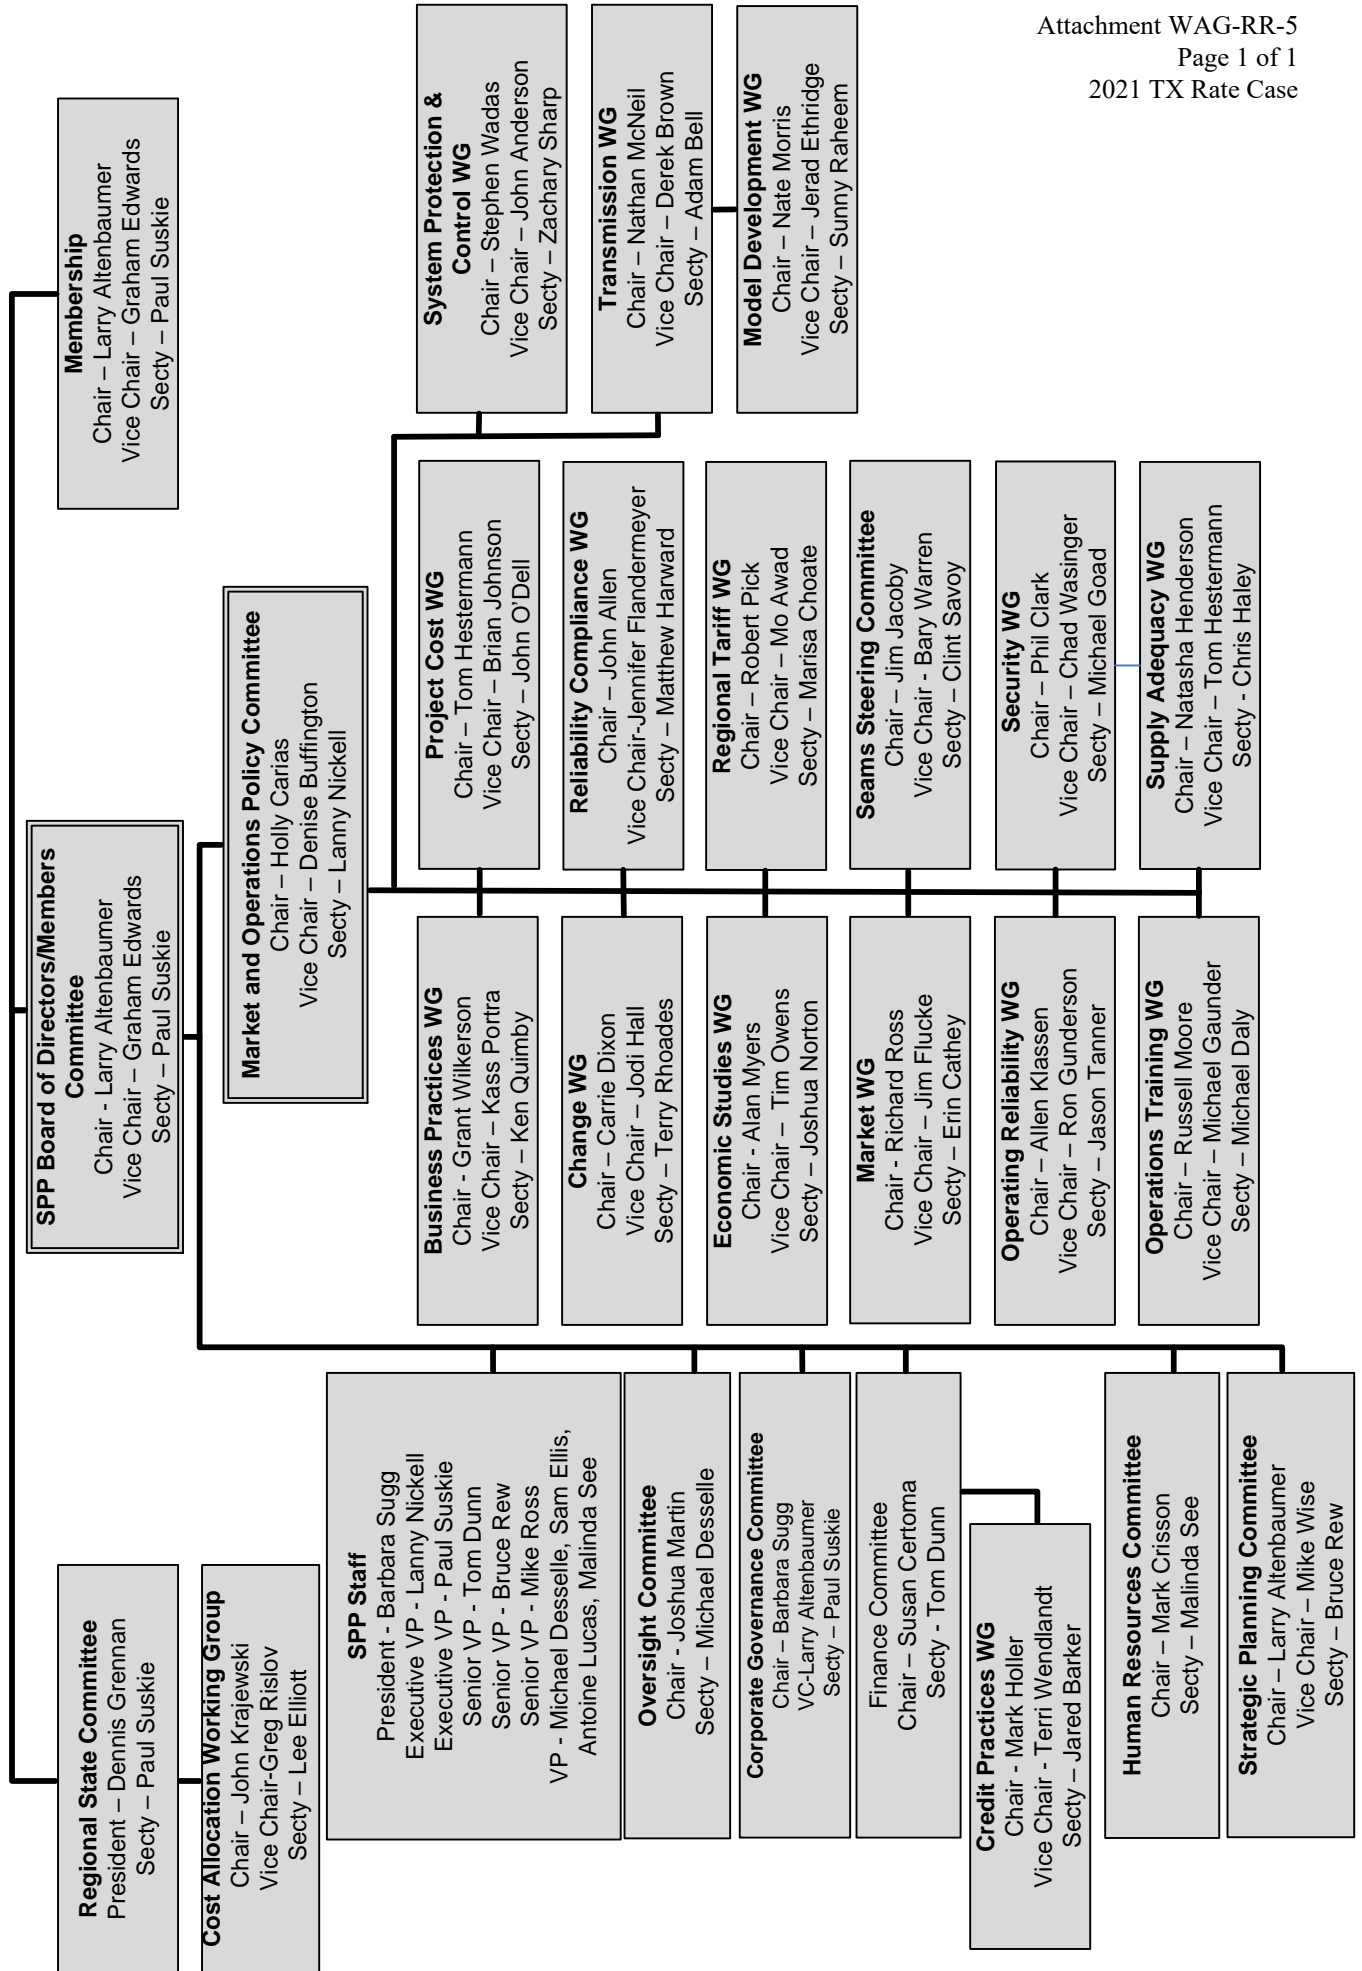 Attachment WAG-RR-5
Page 1 of 1
2021 TX Rate Case
Regional State Committee
President – Dennis Grennan
Secty – Paul Suskie
Cost Allocation Working Group
Chair – John Krajewski
Vice Chair-Greg Rislov
Secty – Lee Elliott
SPP Board of Directors/Members
Committee
Chair - Larry Altenbaumer
Vice Chair – Graham Edwards
Secty – Paul Suskie
Membership
Chair – Larry Altenbaumer
Vice Chair – Graham Edwards
Secty – Paul Suskie
SPP Staff
President - Barbara Sugg
Executive VP - Lanny Nickell
Executive VP - Paul Suskie
Senior VP - Tom Dunn
Senior VP - Bruce Rew
Senior VP - Mike Ross
VP - Michael Desselle, Sam Ellis,
Antoine Lucas, Malinda See
Oversight Committee
Chair - Joshua Martin
Secty – Michael Desselle
Corporate Governance Committee
Chair – Barbara Sugg
VC-Larry Altenbaumer
Secty – Paul Suskie
Finance Committee
Chair – Susan Certoma
Secty - Tom Dunn
Credit Practices WG
Chair - Mark Holler
Vice Chair - Terri Wendlandt
Secty – Jared Barker
Human Resources Committee
Chair – Mark Crisson
Secty – Malinda See
Strategic Planning Committee
Chair – Larry Altenbaumer
Vice Chair – Mike Wise
Secty – Bruce Rew
Market and Operations Policy Committee
Chair – Holly Carias
Vice Chair – Denise Buffington
Secty – Lanny Nickell
Business Practices WG
Chair - Grant Wilkerson
Vice Chair – Kass Portra
Secty – Ken Quimby
Change WG
Chair – Carrie Dixon
Vice Chair – Jodi Hall
Secty – Terry Rhoades
Economic Studies WG
Chair - Alan Myers
Vice Chair – Tim Owens
Secty – Joshua Norton
Market WG
Chair - Richard Ross
Vice Chair – Jim Flucke
Secty – Erin Cathey
Operating Reliability WG
Chair – Allen Klassen
Vice Chair – Ron Gunderson
Secty – Jason Tanner
Operations Training WG
Chair – Russell Moore
Vice Chair – Michael Gaunder
Secty – Michael Daly
Project Cost WG
Chair – Tom Hestermann
Vice Chair – Brian Johnson
Secty – John O’Dell
Reliability Compliance WG
Chair – John Allen
Vice Chair-Jennifer Flandermeyer
Secty – Matthew Harward
Regional Tariff WG
Chair – Robert Pick
Vice Chair – Mo Awad
Secty – Marisa Choate
Seams Steering Committee
Chair – Jim Jacoby
Vice Chair - Bary Warren
Secty – Clint Savoy
Security WG
Chair – Phil Clark
Vice Chair – Chad Wasinger
Secty – Michael Goad
Supply Adequacy WG
Chair – Natasha Henderson
Vice Chair – Tom Hestermann
Secty - Chris Haley
System Protection &
Control WG
Chair – Stephen Wadas
Vice Chair – John Anderson
Secty – Zachary Sharp
Transmission WG
Chair – Nathan McNeil
Vice Chair – Derek Brown
Secty – Adam Bell
Model Development WG
Chair – Nate Morris
Vice Chair – Jerad Ethridge
Secty – Sunny Raheem